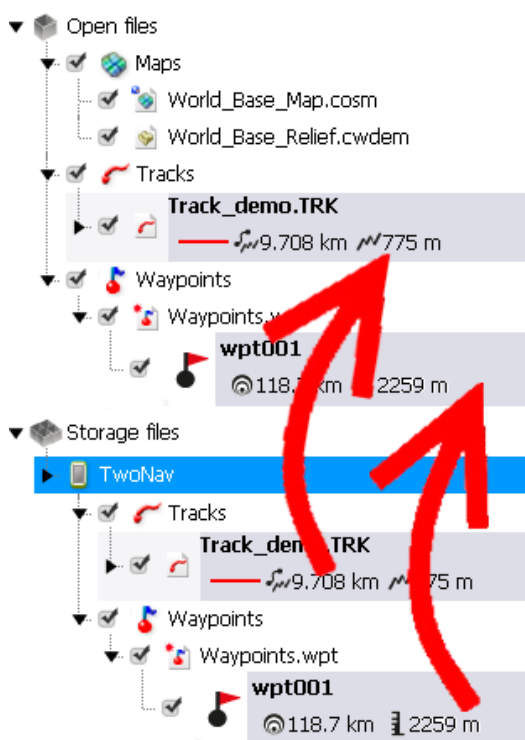 Open files
Maps
World_Base_Map.cosm
World_Base_Relief.cwdem
Tracks
Track_demo.TRK
9.708 km 775 m
Waypoints
wpt001
2259 m
Storage files
TwoNav
Tracks
9.708 km
Waypoints
Waypoints.wpt
wpt001
118.7 km 2259 m